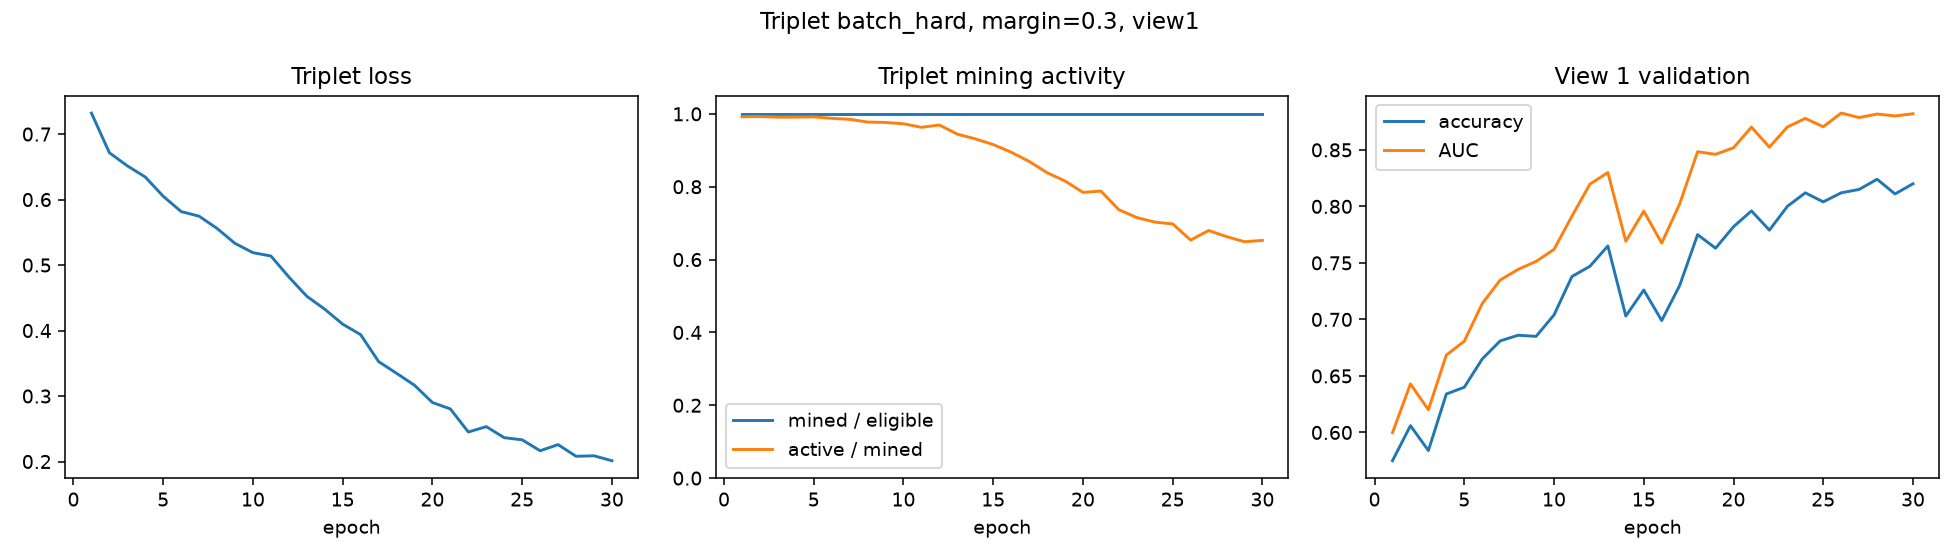 Triplet batch_hard, margin=0.3, view1
Triplet loss
0.7
0.6
0.5
0.4
0.3
0.2
0 5 10 15 20 25 30
epoch
Triplet mining activity
1.0
0.8
0.6
0.4
0.2
0.0
mined / eligible
active / mined
0 5 10 15 20 25 30
epoch
View 1 validation
accuracy
AUC
0.85
0.80
0.75
0.70
0.65
0.60
0 5 10 15 20 25 30
epoch